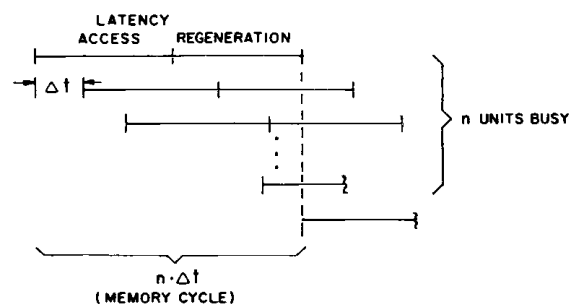 LATENCY
ACCESS
REGENERATION
Δt
n UNITS BUSY
n·Δt
(MEMORY CYCLE)